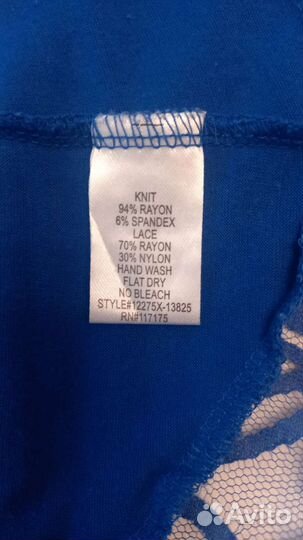 KNIT
94% RAYON
6% SPANDEX
LACE
70% RAYON
30% NYLON
HAND WASH
FLAT DRY
NO BLEACH
STYLE#12275X-13825
RN#117175
Avito